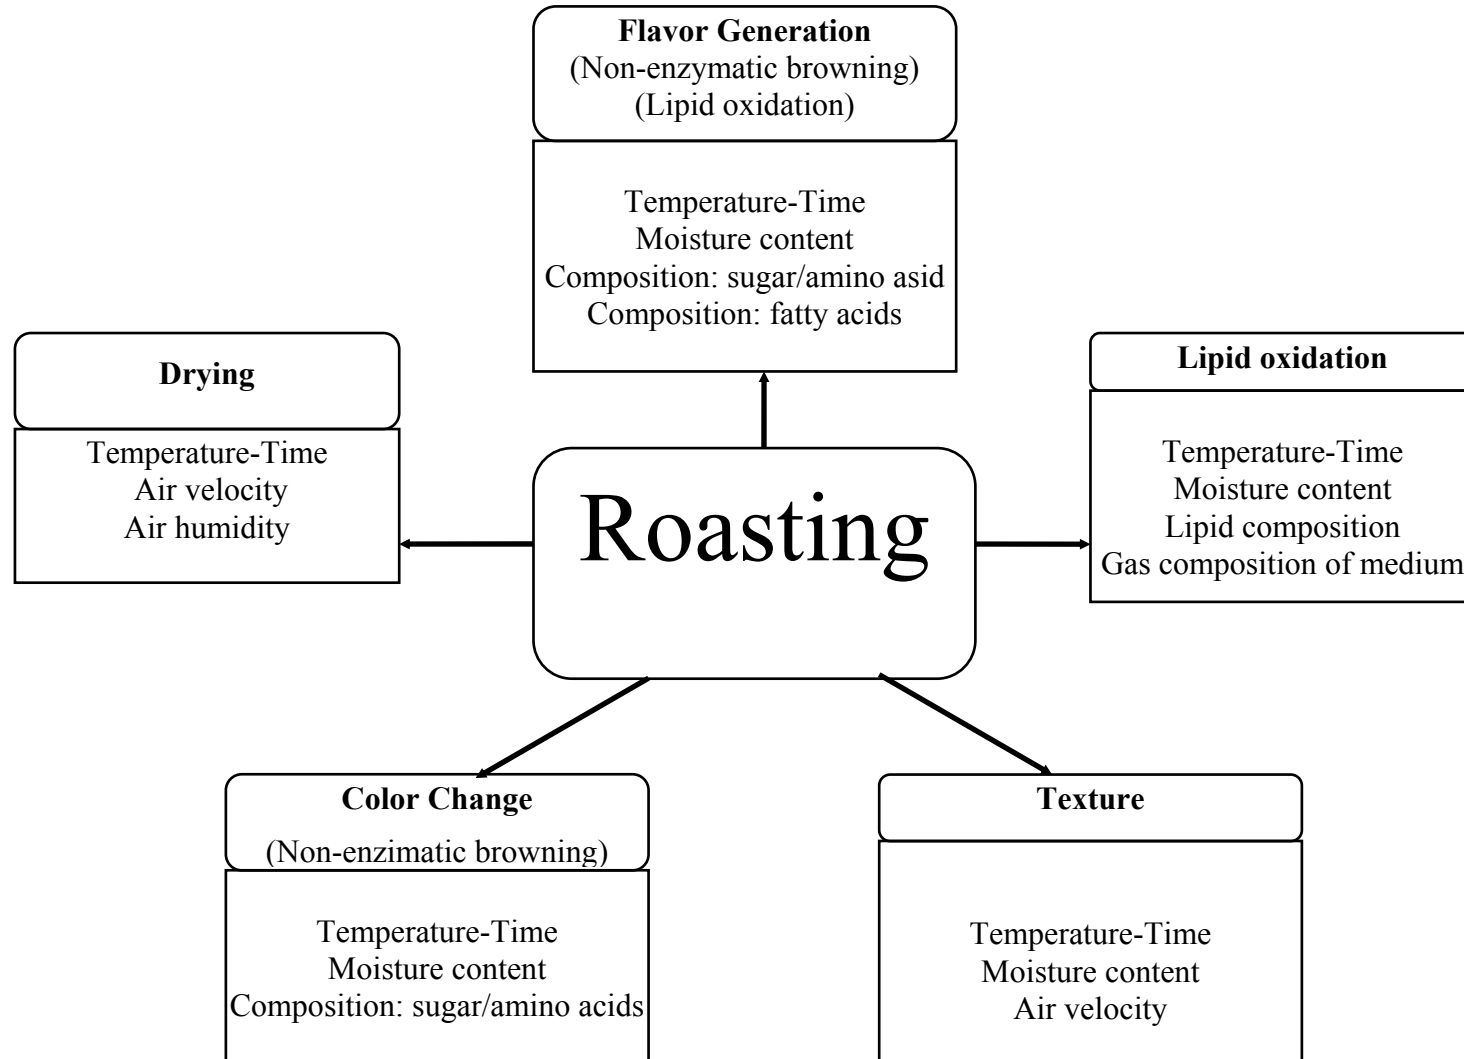 Flavor Generation
(Non-enzymatic browning)
(Lipid oxidation)
Temperature-Time
Moisture content
Composition: sugar/amino asid
Composition: fatty acids
Drying
Temperature-Time
Air velocity
Air humidity
Roasting
Lipid oxidation
Temperature-Time
Moisture content
Lipid composition
Gas composition of medium
Color Change
(Non-enzimatic browning)
Temperature-Time
Moisture content
Composition: sugar/amino acids
Texture
Temperature-Time
Moisture content
Air velocity